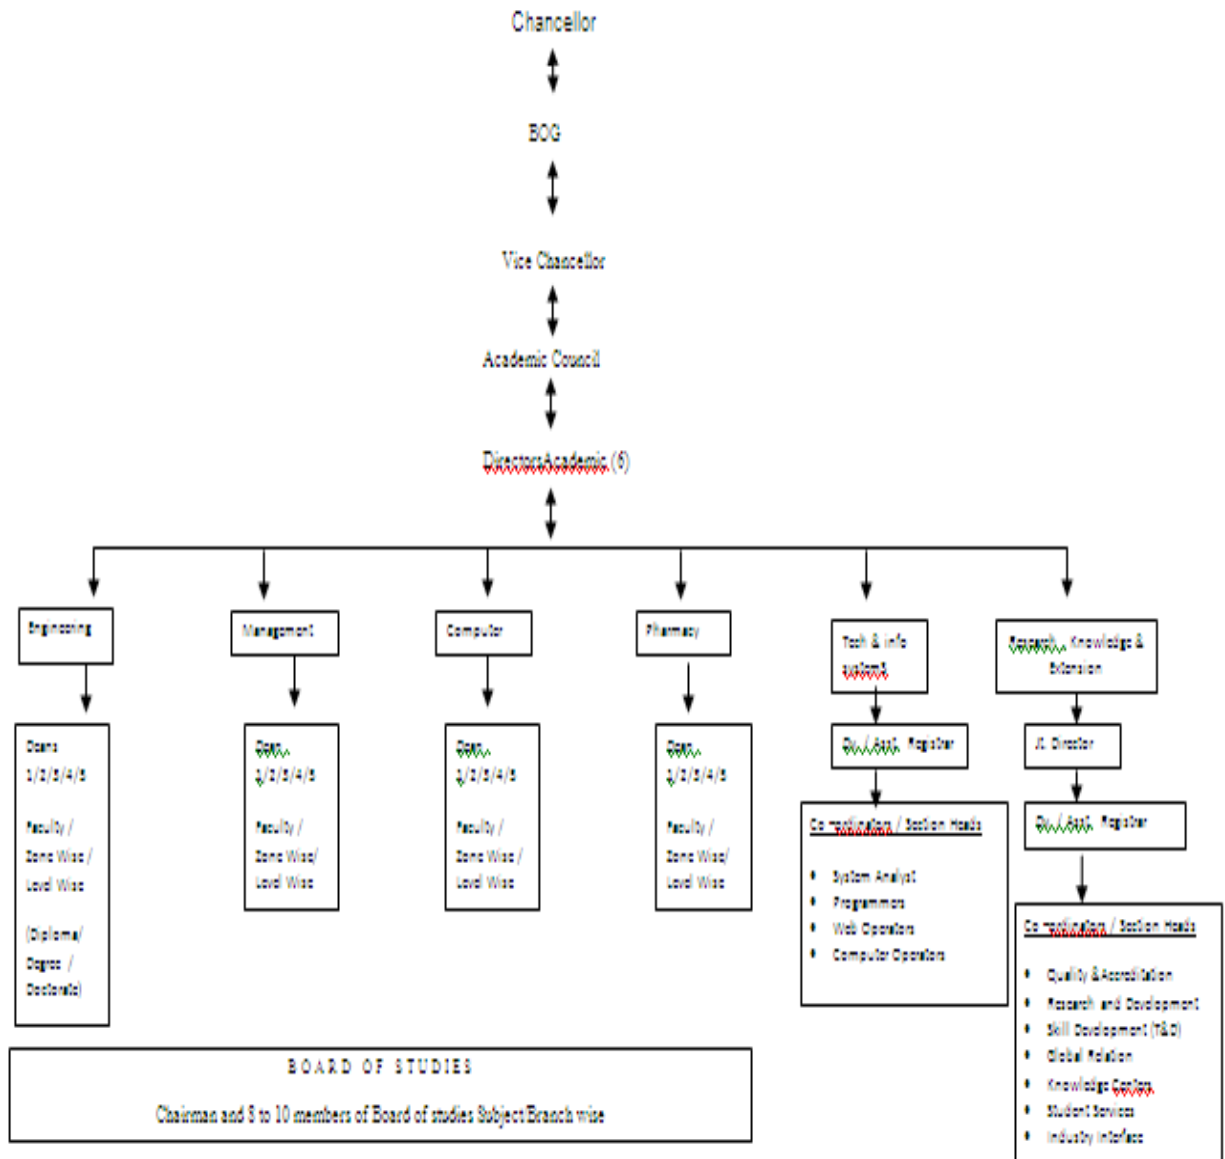 Chancellor
BOG
Vice Chancellor
Academic Council
DirectorsAcademic (6)
Engineering
Management
Computer
Pharmacy
Tech & info
systems
Research, Knowledge &
Extension
Deans
1/2/3/4/5
Faculty /
Zone Wise /
Level Wise
(Diploma/
Degree /
Doctorate)
Dean
1/2/3/4/5
Faculty /
Zone Wise/
Level Wise
Dean
1/2/3/4/5
Faculty /
Zone Wise /
Level Wise
Dean
1/2/3/4/5
Faculty /
Zone Wise/
Level Wise
Dy. / Asst. Registrar
Co-ordinators / Section Heads
System Analyst
Programmers
Web Operators
Computer Operators
Jt. Director
Dy. / Asst. Registrar
Co-ordinators / Section Heads
Quality &Accreditation
Research and Development
Skill Development (T&D)
Global Relation
Knowledge Centers
Student Services
Industry Interface
BOARD OF STUDIES
Chairman and to 10 members of Board of studies Subject/Branch wise